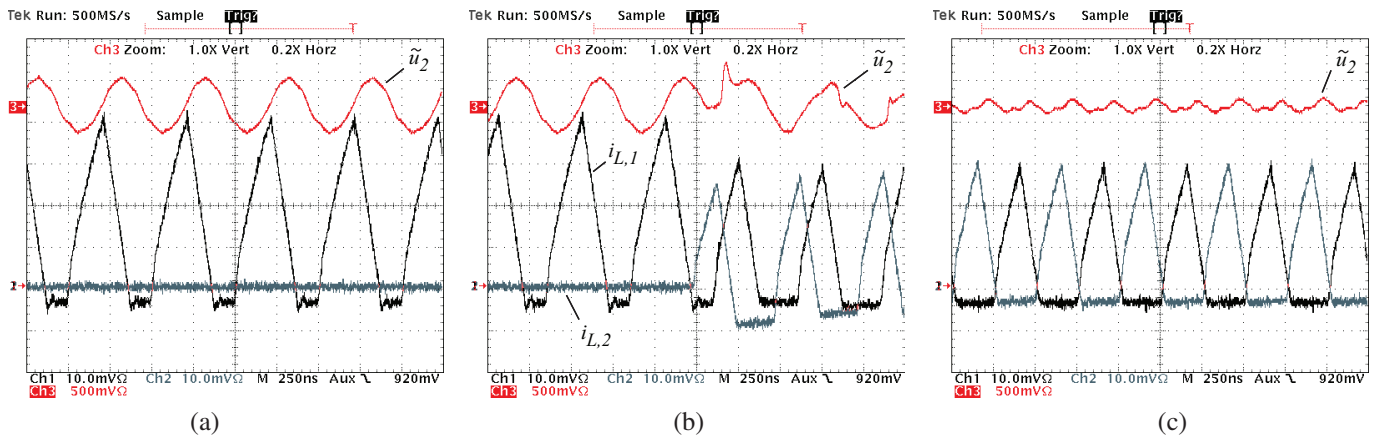 Tek Run: 500MS/s Sample Trig?
Ch3 Zoom: 1.0X Vert 0.2X Horz
ũ2
3
1
Ch1 10.0mVΩ Ch2 10.0mVΩ M 250ns Aux 920mV
Ch3 500mVΩ
(a)
Tek Run: 500MS/s Sample Trig?
Ch3 Zoom: 1.0X Vert 0.2X Horz
ũ2
3
iL,1
iL,2
Ch1 10.0mVΩ Ch2 10.0mVΩ M 250ns Aux 920mV
Ch3 500mVΩ
(b)
Tek Run: 500MS/s Sample Trig?
Ch3 Zoom: 1.0X Vert 0.2X Horz
ũ2
3
Ch1 10.0mVΩ Ch2 10.0mVΩ M 250ns Aux 920mV
Ch3 500mVΩ
(c)